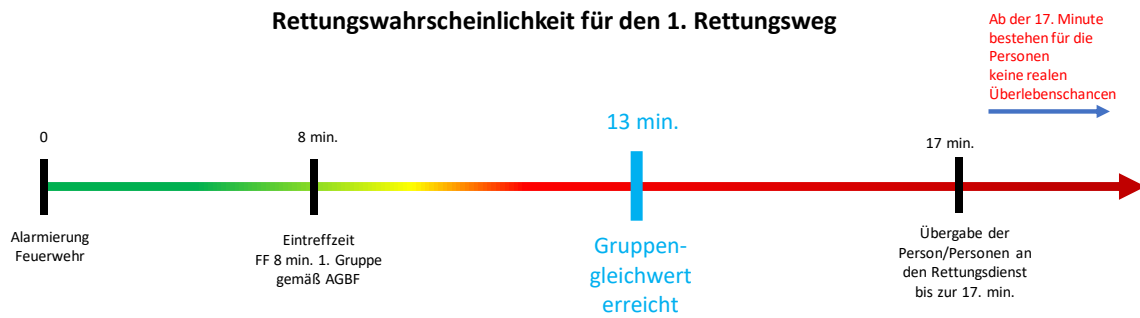 Rettungswahrscheinlichkeit für den 1. Rettungsweg
Ab der 17. Minute
bestehen für die
Personen
keine realen
Überlebenschancen
0
8 min.
13 min.
17 min.
Alarmierung
Feuerwehr
Eintreffzeit
FF 8 min. 1. Gruppe
gemäß AGBF
Gruppen-
gleichwert
erreicht
Übergabe der
Person/Personen an
den Rettungsdienst
bis zur 17. min.